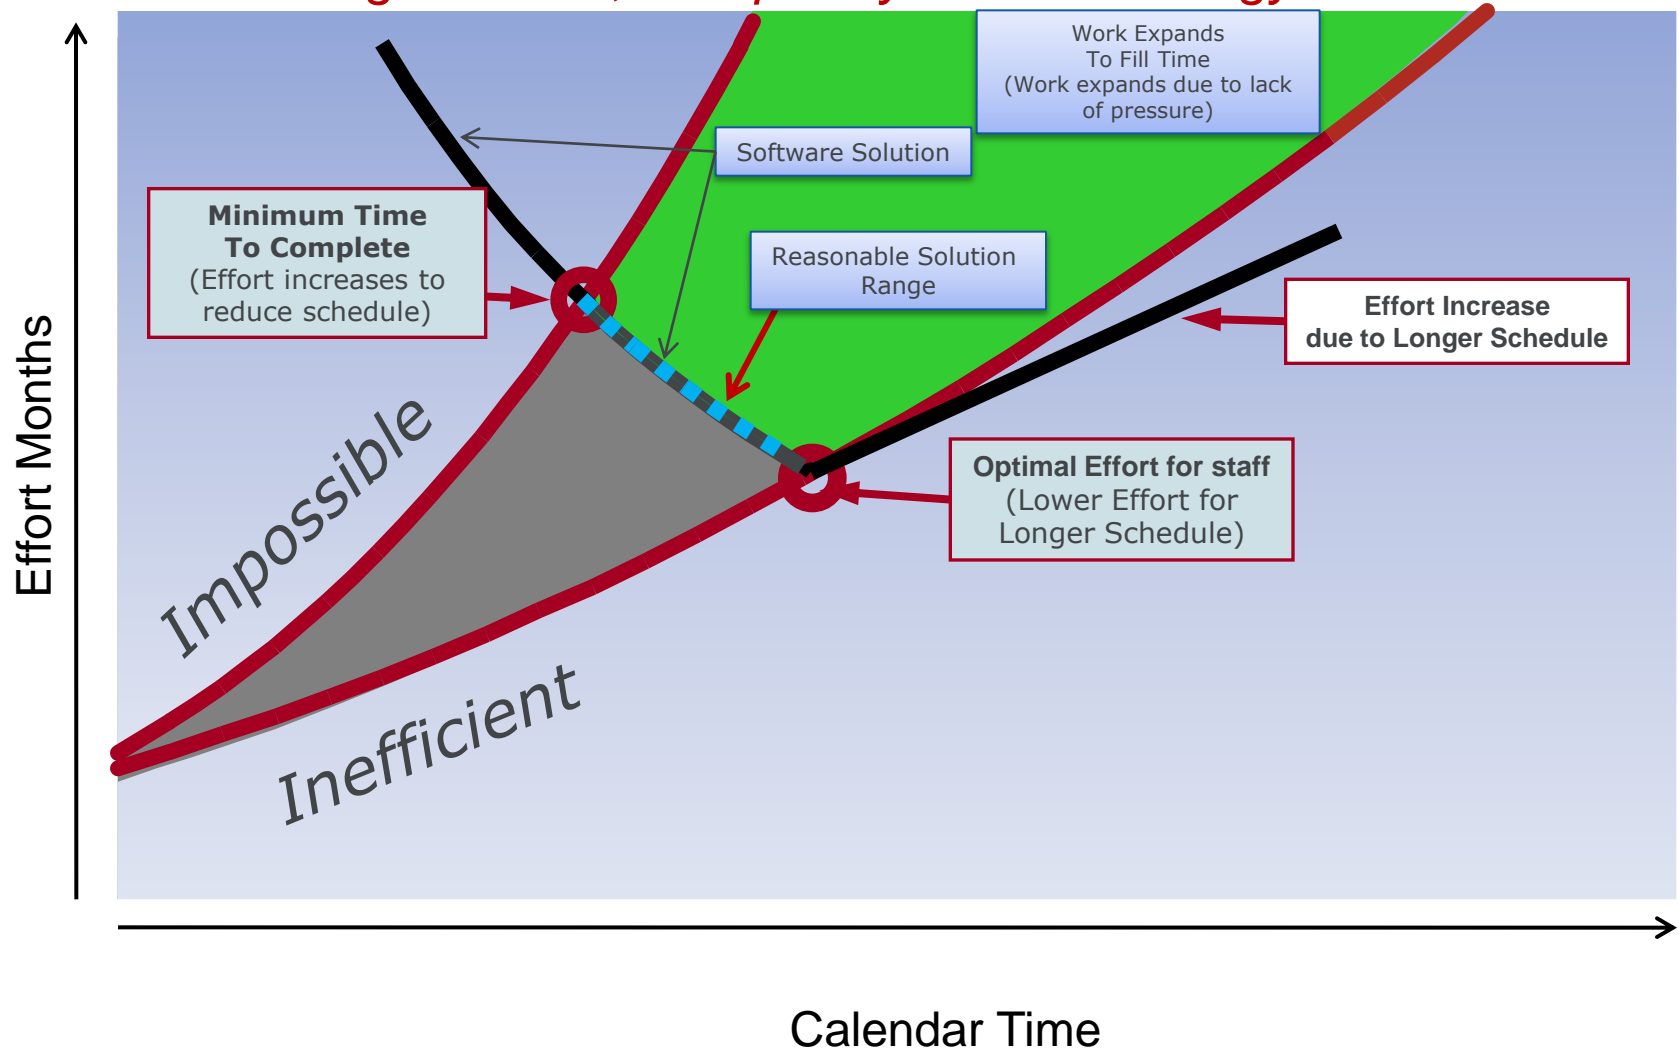 Work Expands
To Fill Time
(Work expands due to lack
of pressure)
Software Solution
Minimum Time
To Complete
(Effort increases to
reduce schedule)
Reasonable Solution
Range
Effort Increase
due to Longer Schedule
Optimal Effort for staff
(Lower Effort for
Longer Schedule)
Impossible
Inefficient
Effort Months
Calendar Time